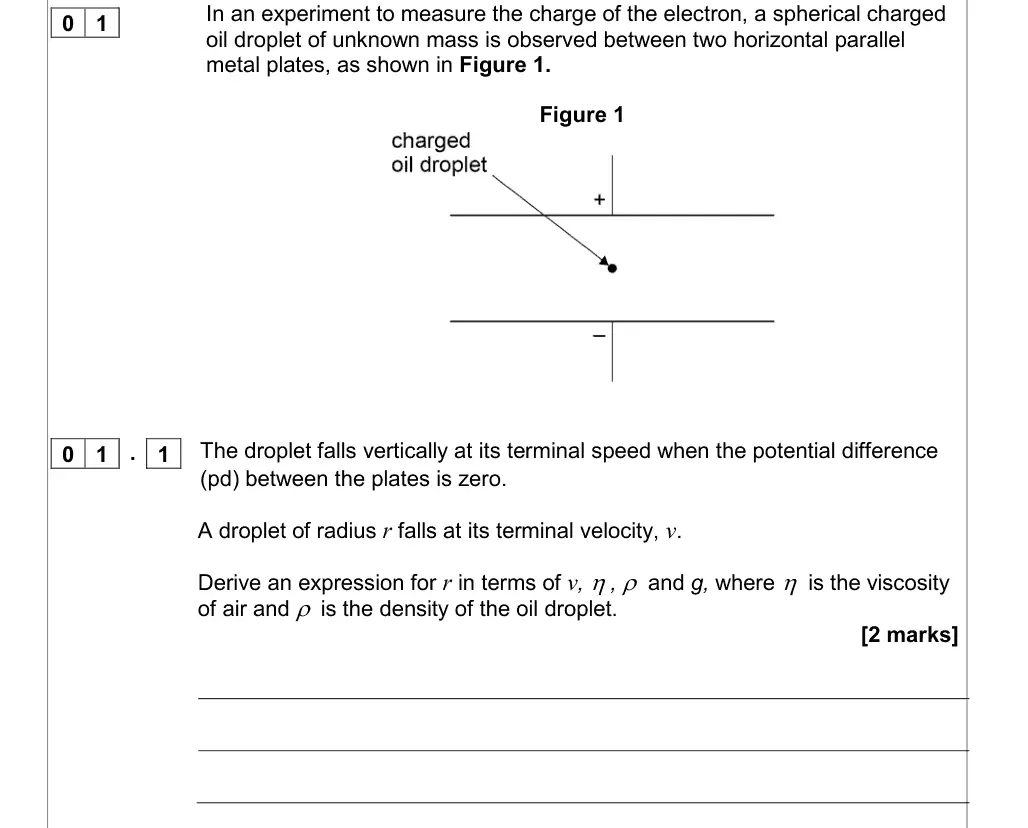 0 1
In an experiment to measure the charge of the electron, a spherical charged
oil droplet of unknown mass is observed between two horizontal parallel
metal plates, as shown in Figure 1.
Figure 1
charged
oil droplet
+
–
0 1 . 1
The droplet falls vertically at its terminal speed when the potential difference
(pd) between the plates is zero.
A droplet of radius r falls at its terminal velocity, v.
Derive an expression for r in terms of v, η , ρ and g, where η is the viscosity
of air and ρ is the density of the oil droplet.
[2 marks]